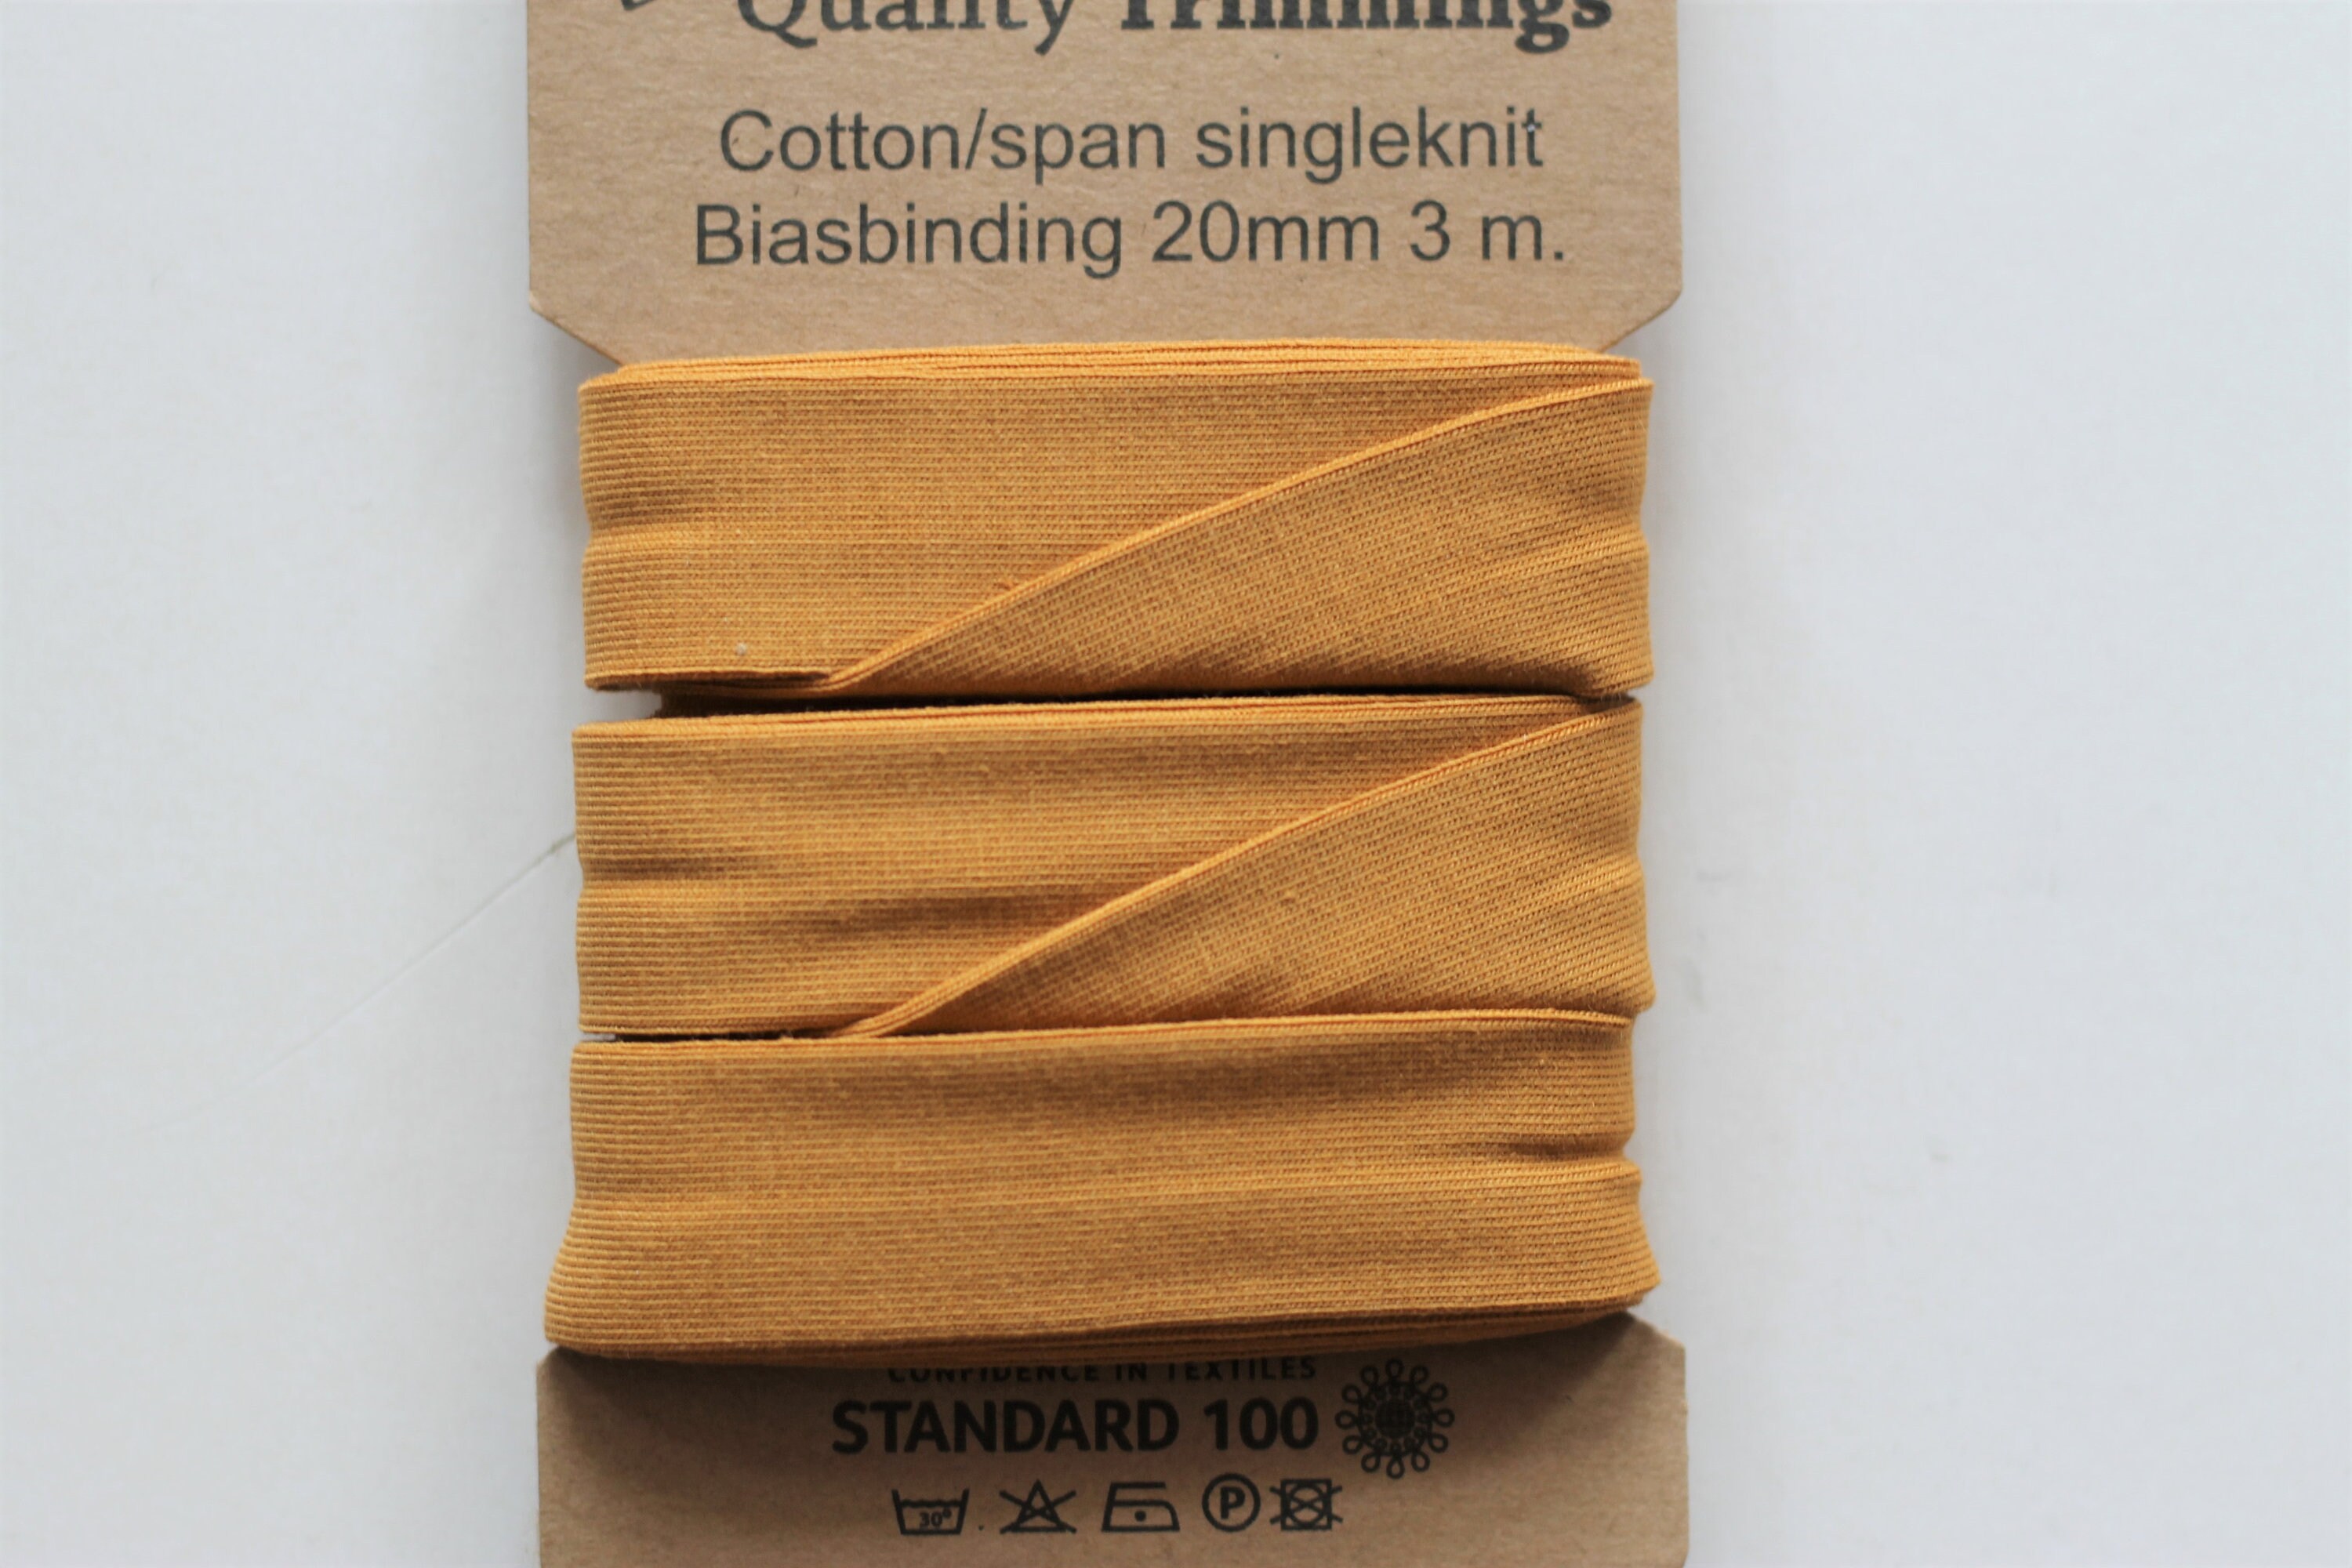 Quality Trimmings
Cotton/span singleknit
Biasbinding 20mm 3 m.
CONFIDENCE IN TEXTILES
STANDARD 100
30°
P